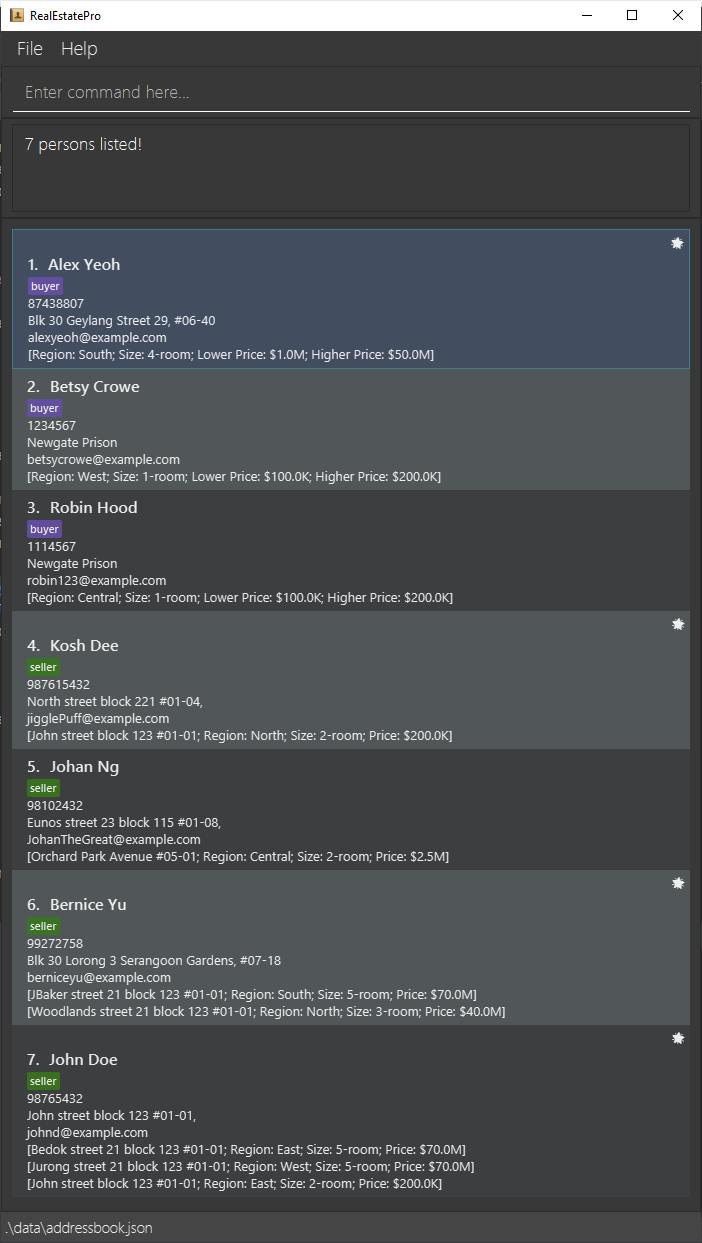 RealEstatePro
File Help
Enter command here...
7 persons listed!
1. Alex Yeoh
buyer
87438807
Blk 30 Geylang Street 29, #06-40
alexyeoh@example.com
[Region: South; Size: 4-room; Lower Price: $1.0M; Higher Price: $50.0M]
2. Betsy Crowe
buyer
1234567
Newgate Prison
betsycrowe@example.com
[Region: West; Size: 1-room; Lower Price: $100.0K; Higher Price: $200.0K]
3. Robin Hood
buyer
1114567
Newgate Prison
robin123@example.com
[Region: Central; Size: 1-room; Lower Price: $100.0K; Higher Price: $200.0K]
4. Kosh Dee
seller
987615432
North street block 221 #01-04,
jigglePuff@example.com
[John street block 123 #01-01; Region: North; Size: 2-room; Price: $200.0K]
5. Johan Ng
seller
98102432
Eunos street 23 block 115 #01-08,
JohanTheGreat@example.com
[Orchard Park Avenue #05-01; Region: Central; Size: 2-room; Price: $2.5M]
6. Bernice Yu
seller
99272758
Blk 30 Lorong 3 Serangoon Gardens, #07-18
berniceyu@example.com
[JBaker street 21 block 123 #01-01; Region: South; Size: 5-room; Price: $70.0M]
[Woodlands street 21 block 123 #01-01; Region: North; Size: 3-room; Price: $40.0M]
7. John Doe
seller
98765432
John street block 123 #01-01,
johnd@example.com
[Bedok street 21 block 123 #01-01; Region: East; Size: 5-room; Price: $70.0M]
[Jurong street 21 block 123 #01-01; Region: West; Size: 5-room; Price: $70.0M]
[John street block 123 #01-01; Region: East; Size: 2-room; Price: $200.0K]
.\data\addressbook.json